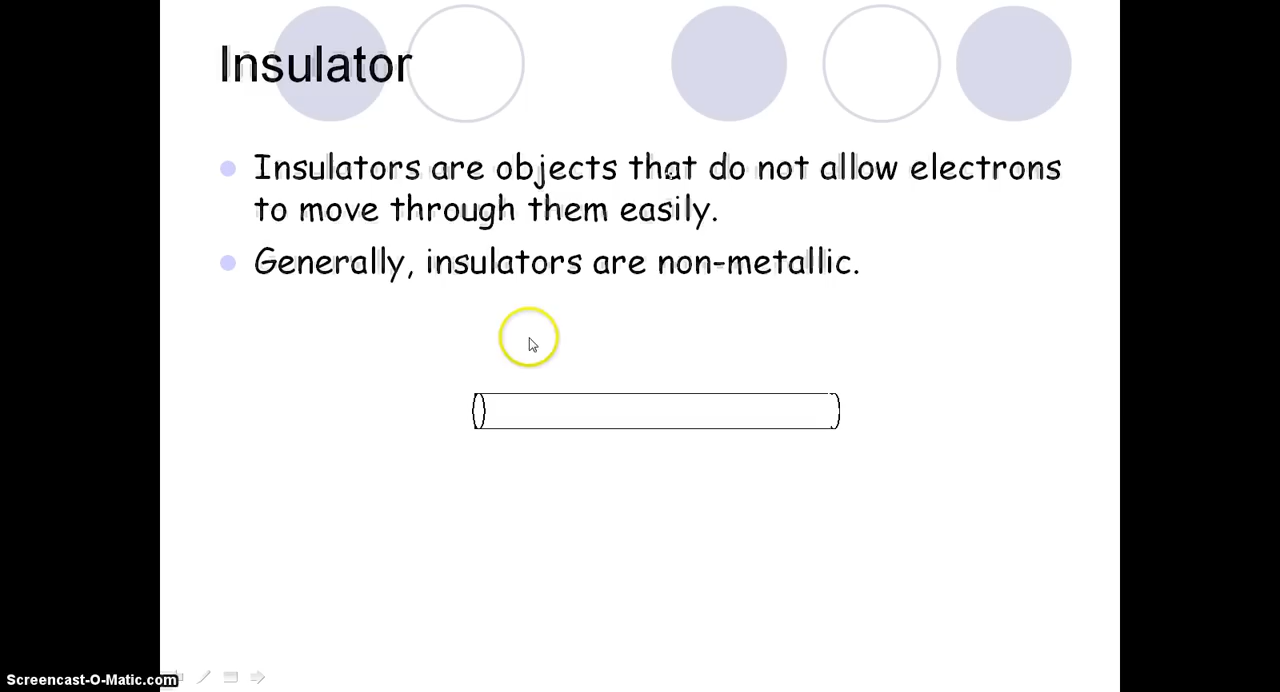 Insulator
Insulators are objects that do not allow electrons
to move through them easily.
Generally, insulators are non-metallic.
Screencast-O-Matic.com